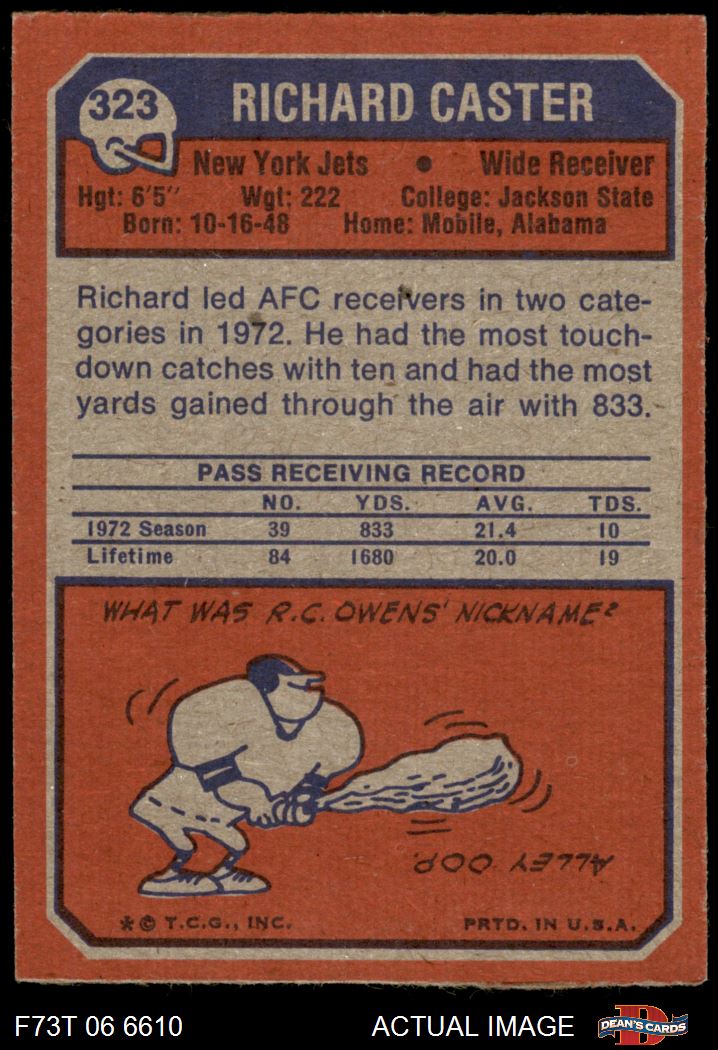 323
RICHARD CASTER
New York Jets • Wide Receiver
Hgt: 6'5" Wgt: 222 College: Jackson State
Born: 10-16-48 Home: Mobile, Alabama
Richard led AFC receivers in two cate-
gories in 1972. He had the most touch-
down catches with ten and had the most
yards gained through the air with 833.
PASS RECEIVING RECORD
NO. YDS. AVG. TDS.
1972 Season 39 833 21.4 10
Lifetime 84 1680 20.0 19
WHAT WAS R.C. OWENS' NICKNAME?
ALLEY OOP.
* © T.C.G., INC. PRTD. IN U.S.A.
F73T 06 6610 ACTUAL IMAGE D DEAN'S CARDS